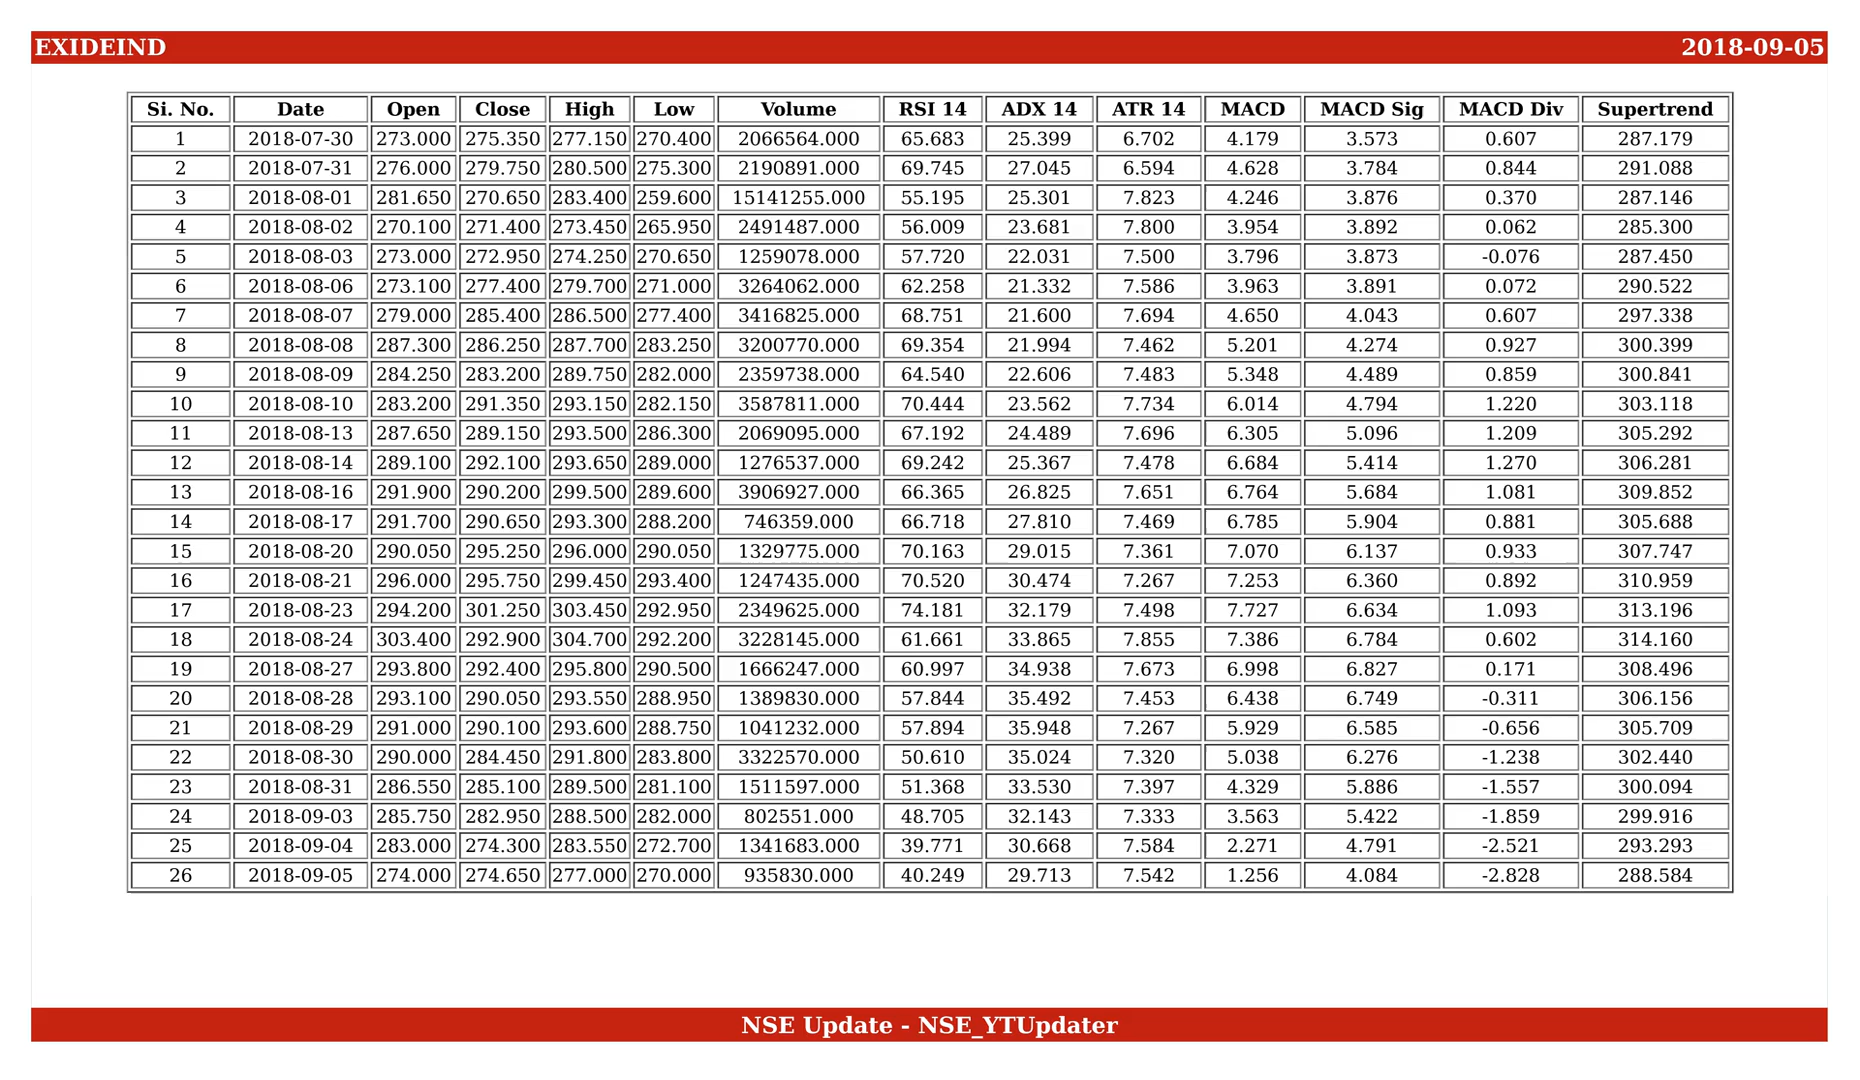 EXIDEIND 2018-09-05
Si. No. Date Open Close High Low Volume RSI 14 ADX 14 ATR 14 MACD MACD Sig MACD Div Supertrend
1 2018-07-30 273.000 275.350 277.150 270.400 2066564.000 65.683 25.399 6.702 4.179 3.573 0.607 287.179
2 2018-07-31 276.000 279.750 280.500 275.300 2190891.000 69.745 27.045 6.594 4.628 3.784 0.844 291.088
3 2018-08-01 281.650 270.650 283.400 259.600 15141255.000 55.195 25.301 7.823 4.246 3.876 0.370 287.146
4 2018-08-02 270.100 271.400 273.450 265.950 2491487.000 56.009 23.681 7.800 3.954 3.892 0.062 285.300
5 2018-08-03 273.000 272.950 274.250 270.650 1259078.000 57.720 22.031 7.500 3.796 3.873 -0.076 287.450
6 2018-08-06 273.100 277.400 279.700 271.000 3264062.000 62.258 21.332 7.586 3.963 3.891 0.072 290.522
7 2018-08-07 279.000 285.400 286.500 277.400 3416825.000 68.751 21.600 7.694 4.650 4.043 0.607 297.338
8 2018-08-08 287.300 286.250 287.700 283.250 3200770.000 69.354 21.994 7.462 5.201 4.274 0.927 300.399
9 2018-08-09 284.250 283.200 289.750 282.000 2359738.000 64.540 22.606 7.483 5.348 4.489 0.859 300.841
10 2018-08-10 283.200 291.350 293.150 282.150 3587811.000 70.444 23.562 7.734 6.014 4.794 1.220 303.118
11 2018-08-13 287.650 289.150 293.500 286.300 2069095.000 67.192 24.489 7.696 6.305 5.096 1.209 305.292
12 2018-08-14 289.100 292.100 293.650 289.000 1276537.000 69.242 25.367 7.478 6.684 5.414 1.270 306.281
13 2018-08-16 291.900 290.200 299.500 289.600 3906927.000 66.365 26.825 7.651 6.764 5.684 1.081 309.852
14 2018-08-17 291.700 290.650 293.300 288.200 746359.000 66.718 27.810 7.469 6.785 5.904 0.881 305.688
15 2018-08-20 290.050 295.250 296.000 290.050 1329775.000 70.163 29.015 7.361 7.070 6.137 0.933 307.747
16 2018-08-21 296.000 295.750 299.450 293.400 1247435.000 70.520 30.474 7.267 7.253 6.360 0.892 310.959
17 2018-08-23 294.200 301.250 303.450 292.950 2349625.000 74.181 32.179 7.498 7.727 6.634 1.093 313.196
18 2018-08-24 303.400 292.900 304.700 292.200 3228145.000 61.661 33.865 7.855 7.386 6.784 0.602 314.160
19 2018-08-27 293.800 292.400 295.800 290.500 1666247.000 60.997 34.938 7.673 6.998 6.827 0.171 308.496
20 2018-08-28 293.100 290.050 293.550 288.950 1389830.000 57.844 35.492 7.453 6.438 6.749 -0.311 306.156
21 2018-08-29 291.000 290.100 293.600 288.750 1041232.000 57.894 35.948 7.267 5.929 6.585 -0.656 305.709
22 2018-08-30 290.000 284.450 291.800 283.800 3322570.000 50.610 35.024 7.320 5.038 6.276 -1.238 302.440
23 2018-08-31 286.550 285.100 289.500 281.100 1511597.000 51.368 33.530 7.397 4.329 5.886 -1.557 300.094
24 2018-09-03 285.750 282.950 288.500 282.000 802551.000 48.705 32.143 7.333 3.563 5.422 -1.859 299.916
25 2018-09-04 283.000 274.300 283.550 272.700 1341683.000 39.771 30.668 7.584 2.271 4.791 -2.521 293.293
26 2018-09-05 274.000 274.650 277.000 270.000 935830.000 40.249 29.713 7.542 1.256 4.084 -2.828 288.584
NSE Update - NSE_YTUpdater